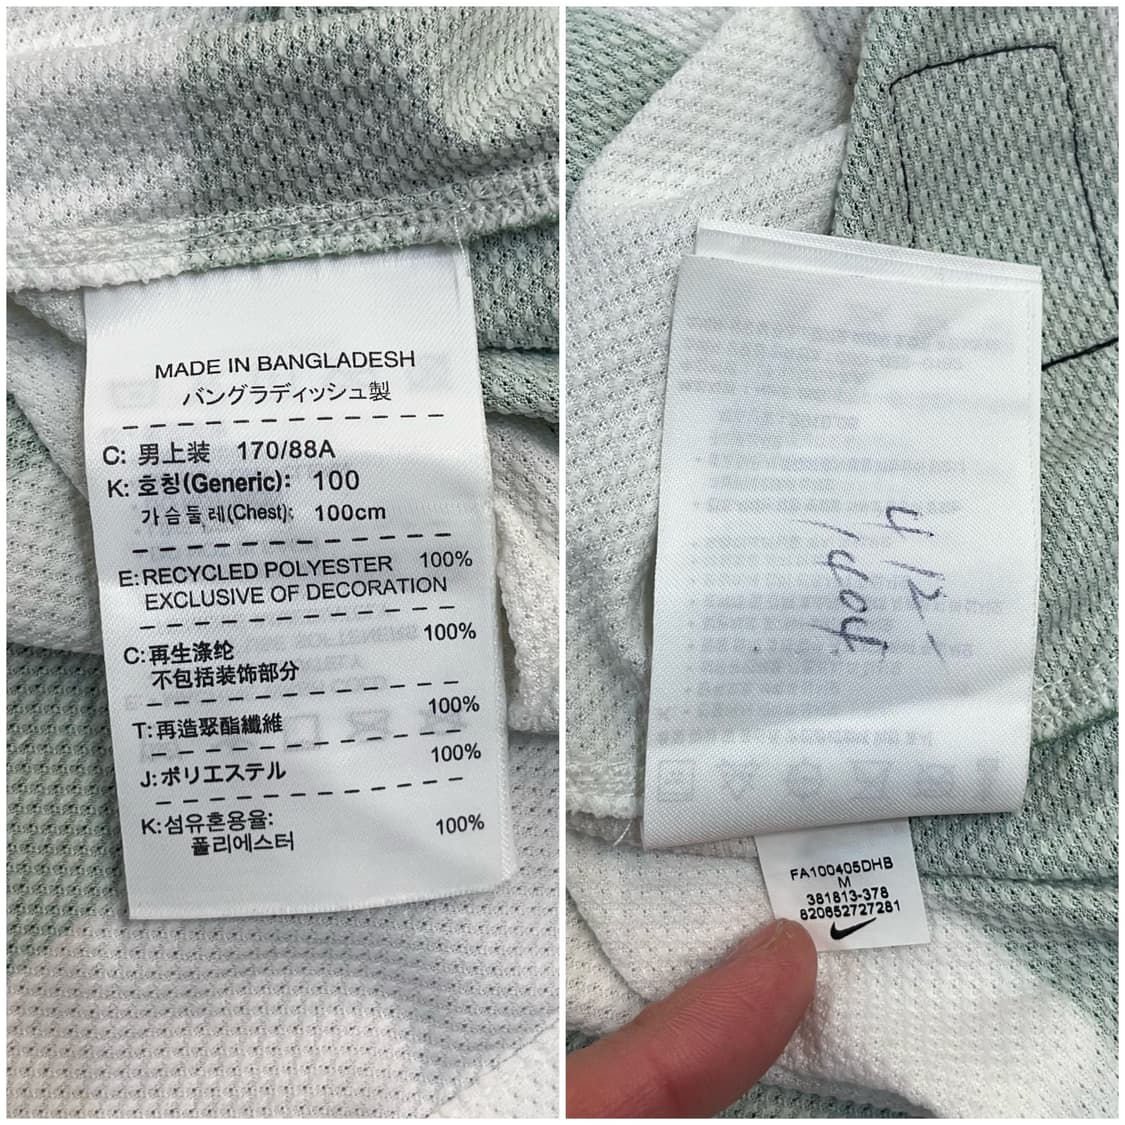 MADE IN BANGLADESH
バングラディッシュ製
C: 男上装 170/88A
K: 호칭(Generic): 100
가슴둘레(Chest): 100cm
E: RECYCLED POLYESTER 100%
EXCLUSIVE OF DECORATION
C: 再生涤纶 100%
不包括装饰部分
T: 再造聚酯纖維 100%
J: ポリエステル 100%
K: 섬유혼용율:
폴리에스터 100%
FA100405DHB
M
381813-378
820652727281